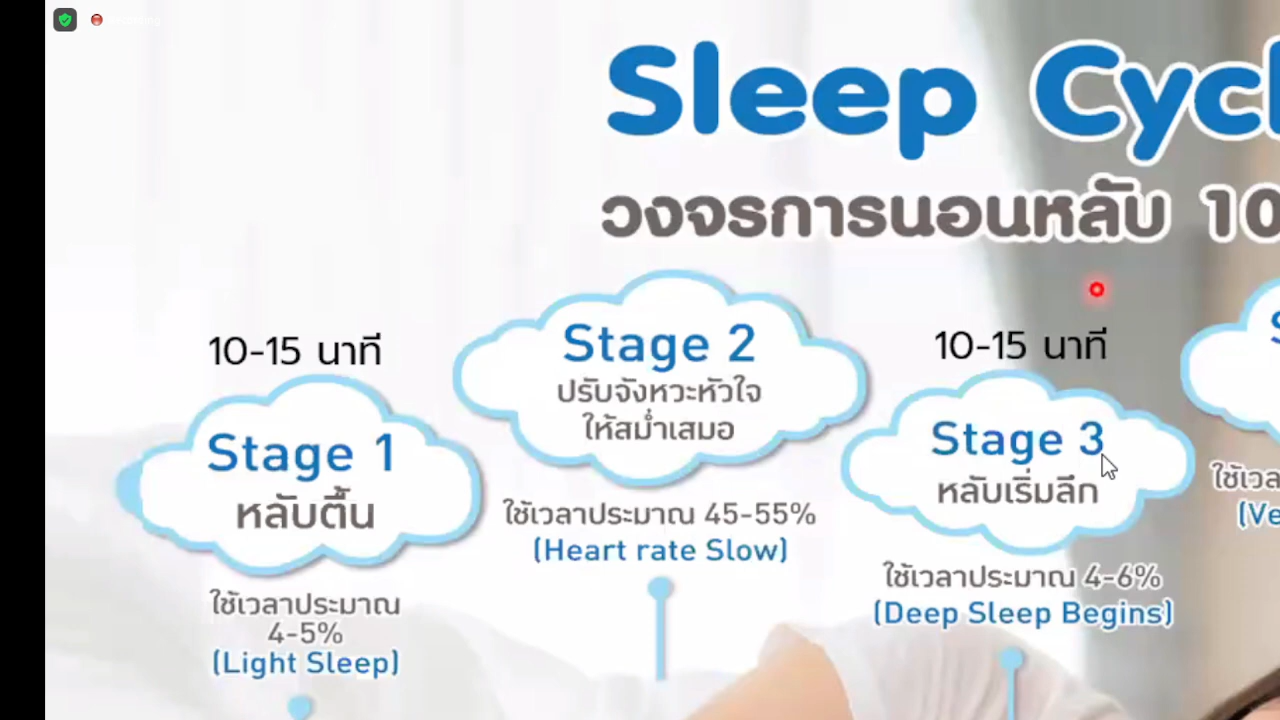 Sleep Cycl
วงจรการนอนหลับ 10
10-15 นาที
Stage 1
หลับตื้น
ใช้เวลาประมาณ
4-5%
(Light Sleep)
Stage 2
ปรับจังหวะหัวใจ
ให้สม่ำเสมอ
ใช้เวลาประมาณ 45-55%
(Heart rate Slow)
10-15 นาที
Stage 3
หลับเริ่มลึก
ใช้เวลาประมาณ 4-6%
(Deep Sleep Begins)
S
ใช้เวล
(Ve